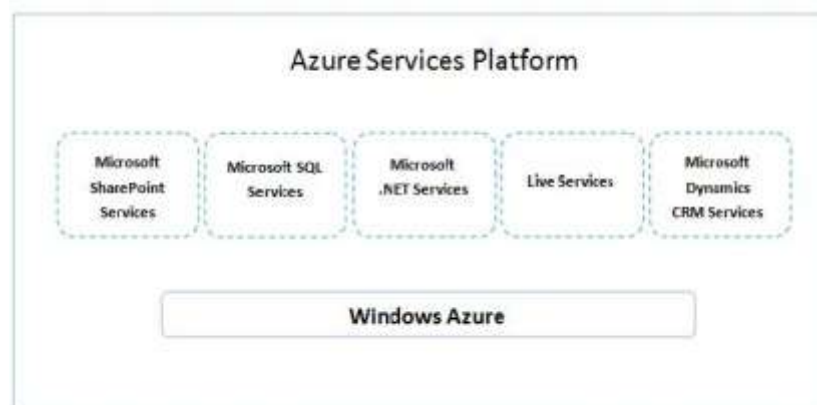 Azure Services Platform
Microsoft
SharePoint
Services
Microsoft SQL
Services
Microsoft
.NET Services
Live Services
Microsoft
Dynamics
CRM Services
Windows Azure